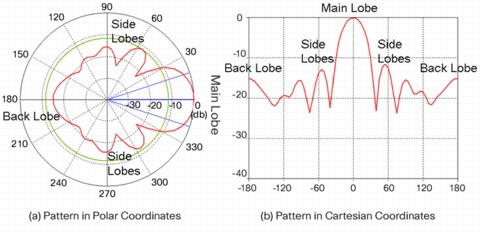 90
120
60
Side
Lobes
150
30
180
-30
-20
-10
0
(db)
Main Lobe
Back Lobe
210
330
Side
Lobes
240
300
270
(a) Pattern in Polar Coordinates
Main Lobe
0
-10
-20
-30
-40
Side
Lobes
Side
Lobes
Back Lobe
Back Lobe
-180
-120
-60
0
60
120
180
(b) Pattern in Cartesian Coordinates